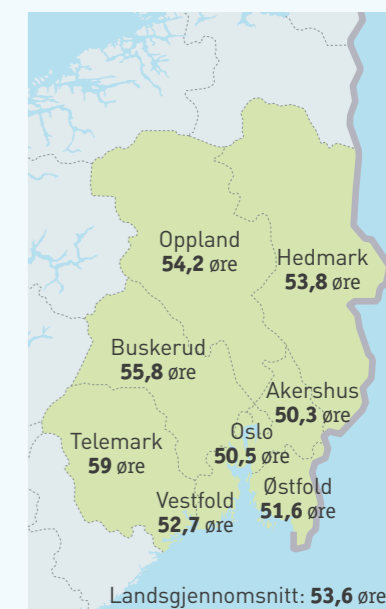 Oppland
54,2 øre
Hedmark
53,8 øre
Buskerud
55,8 øre
Akershus
50,3 øre
Oslo
50,5 øre
Telemark
59 øre
Østfold
51,6 øre
Vestfold
52,7 øre
Landsgjennomsnitt: 53,6 øre